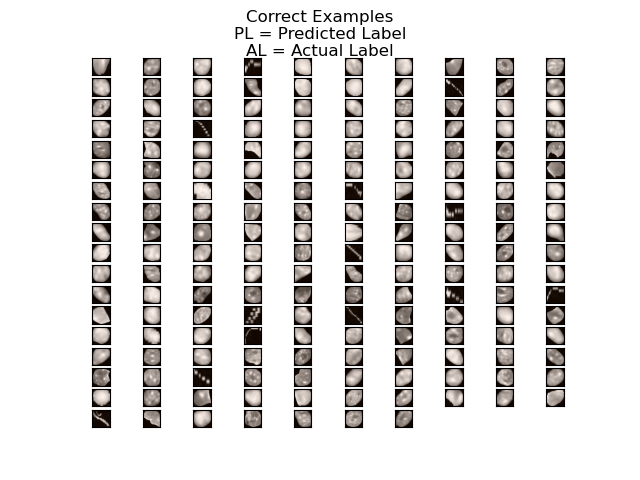 Correct Examples
PL = Predicted Label
AL = Actual Label